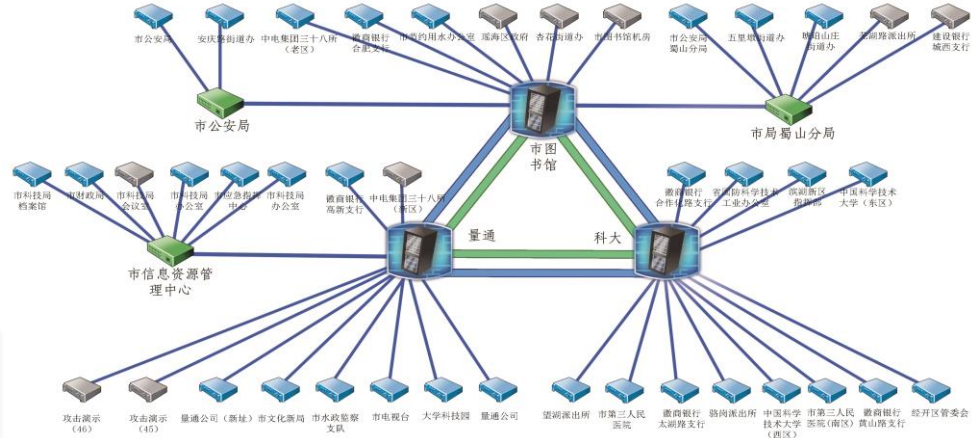 市公安局
安庆路街道办
中电集团三十八所
（老区）
徽商银行
合肥支行
市节约用水办公室
瑶海区政府
杏花街道办
市图书馆机房
市公安局
蜀山分局
五里墩街道办
琥珀山庄
街道办
芜湖路派出所
建设银行
城西支行
市公安局
市图
书馆
市局蜀山分局
市科技局
档案馆
市财政局
市科技局
会议室
市科技局
办公室
市应急指挥
中心
市科技局
办公室
徽商银行
高新支行
中电集团三十八所
（新区）
徽商银行
合作化路支行
省国防科学技术
工业办公室
滨湖新区
指挥部
中国科学技术
大学（东区）
量通
科大
市信息资源管
理中心
攻击演示
（46）
攻击演示
（45）
量通公司（新址）
市文化新局
市水政监察
支队
市电视台
大学科技园
量通公司
望湖派出所
市第三人民
医院
徽商银行
太湖路支行
骆岗派出所
中国科学
技术大学
（西区）
市第三人民
医院（南区）
徽商银行
黄山路支行
经开区管委会